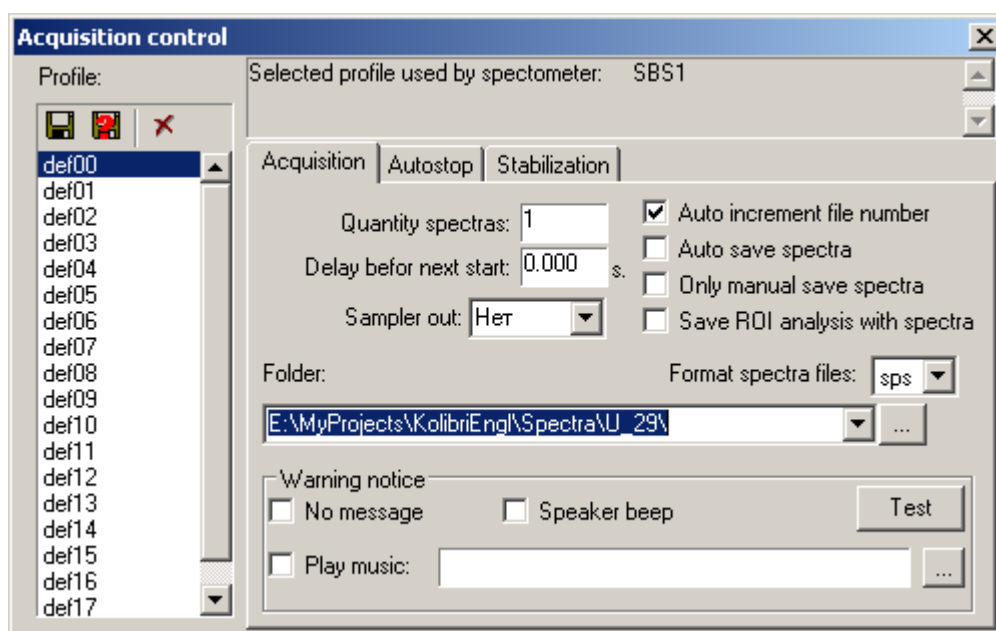 Acquisition control
Profile:
Selected profile used by spectometer: SBS1
def00
def01
def02
def03
def04
def05
def06
def07
def08
def09
def10
def11
def12
def13
def14
def15
def16
def17
Acquisition Autostop Stabilization
Quantity spectras: 1
Delay befor next start: 0.000 s.
Sampler out: Нет
Auto increment file number
Auto save spectra
Only manual save spectra
Save ROI analysis with spectra
Folder:
Format spectra files: sps
E:\MyProjects\KolibriEngl\Spectra\U_29\ ...
Warning notice
No message Speaker beep Test
Play music: ...